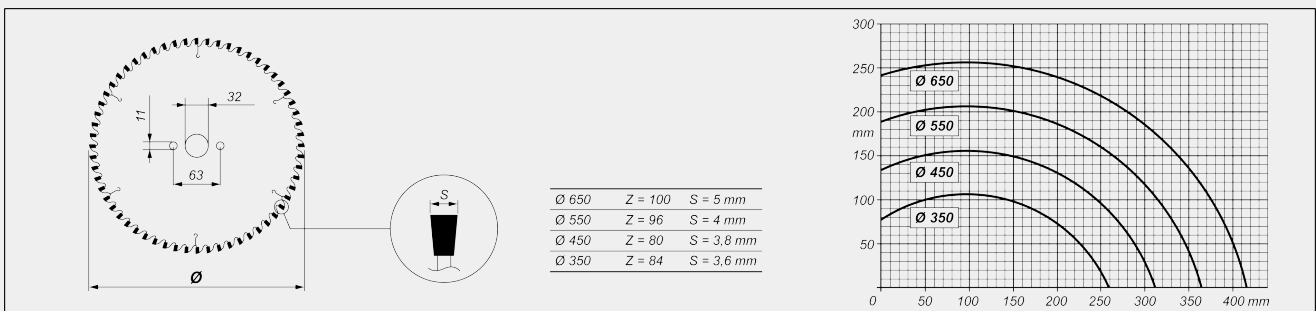 32
11
63
Ø
S
Ø 650 Z = 100 S = 5 mm
Ø 550 Z = 96 S = 4 mm
Ø 450 Z = 80 S = 3,8 mm
Ø 350 Z = 84 S = 3,6 mm
300
250
200
mm
150
100
50
Ø 650
Ø 550
Ø 450
Ø 350
0 50 100 150 200 250 300 350 400 mm